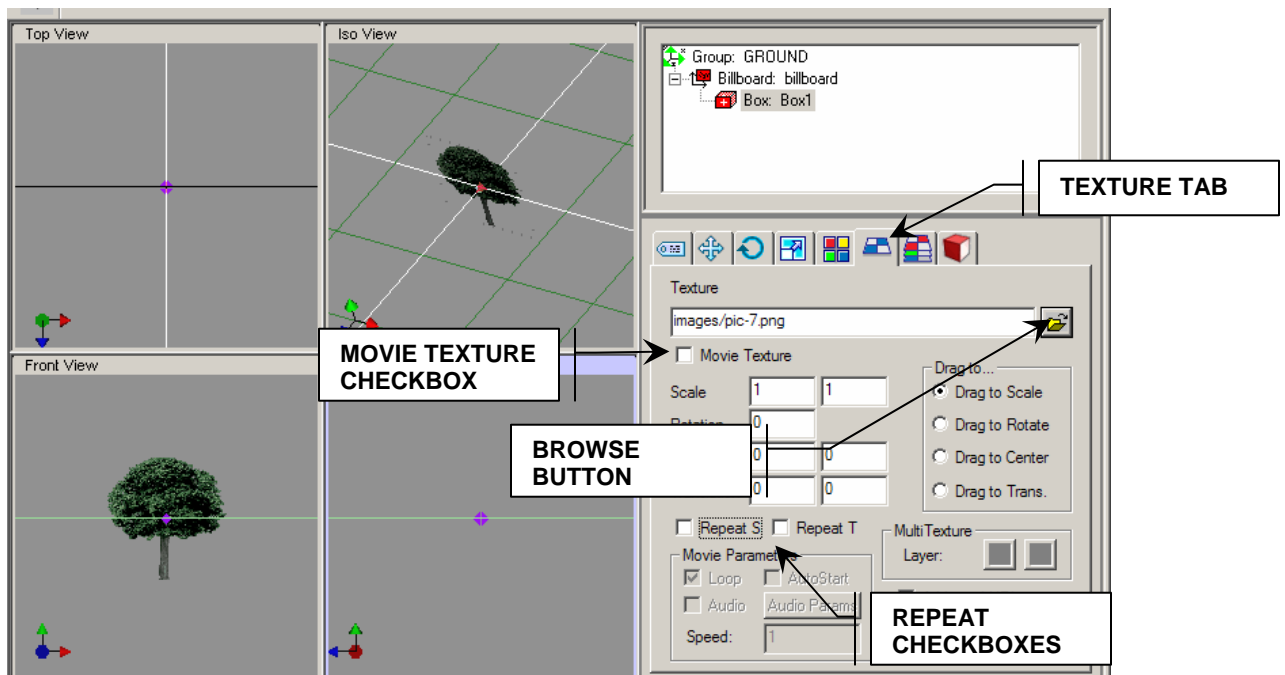 Top View
Iso View
Group: GROUND
Billboard: billboard
Box: Box1
TEXTURE TAB
Texture
images/pic-7.png
Movie Texture
MOVIE TEXTURE
CHECKBOX
Front View
Drag to...
Scale 1 1
Drag to Scale
Rotation 0
Drag to Rotate
BROWSE
BUTTON
0 0
Drag to Center
0 0
Drag to Trans.
Repeat S Repeat T
MultiTexture
Layer:
Movie Parameters
Loop AutoStart
Audio Audio Params
Speed: 1
REPEAT
CHECKBOXES